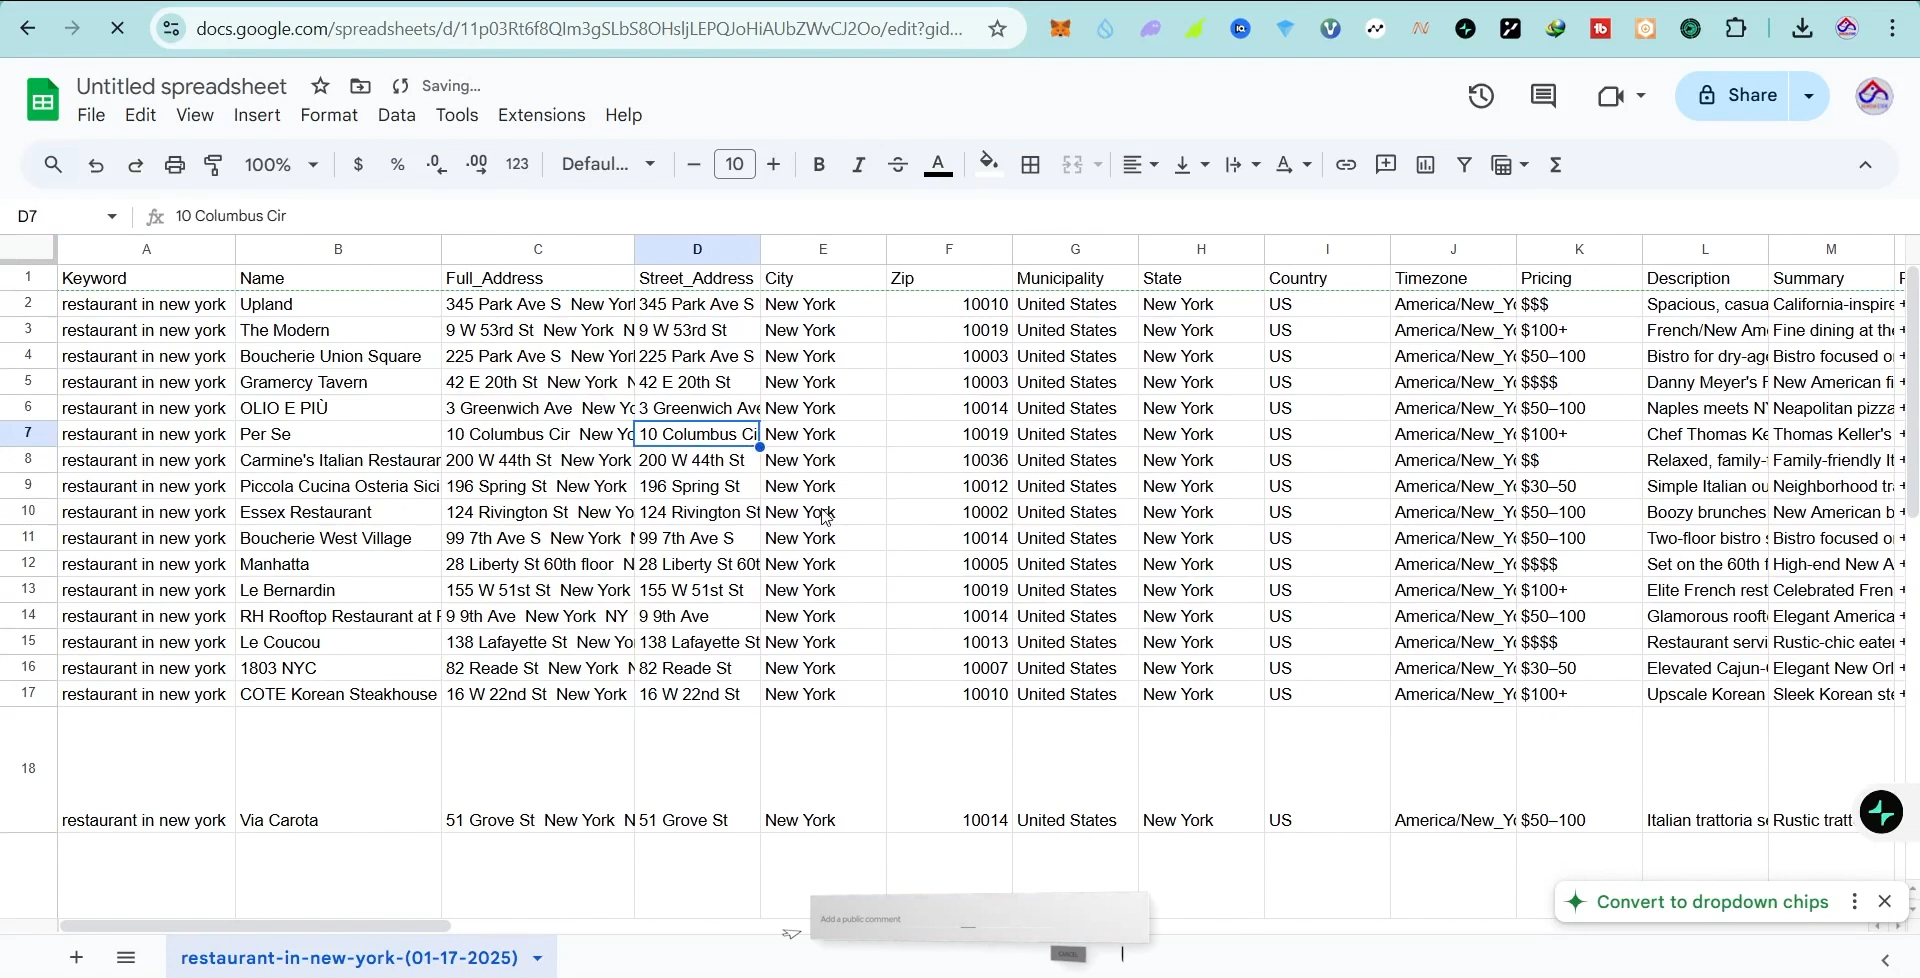 docs.google.com/spreadsheets/d/11p03Rt6f8QIm3gSLbS8OHsljLEPQJoHiAUbZWvCJ2Oo/edit?gid...
Untitled spreadsheet Saving...
File Edit View Insert Format Data Tools Extensions Help
Share
100% $ % .0 .00 123 Defaul... 10 B I S A
D7 fx 10 Columbus Cir
A B C D E F G H I J K L M
1 Keyword Name Full_Address Street_Address City Zip Municipality State Country Timezone Pricing Description Summary
2 restaurant in new york Upland 345 Park Ave S New Yor 345 Park Ave S New York 10010 United States New York US America/New_Yo $$$ Spacious, casua California-inspire
3 restaurant in new york The Modern 9 W 53rd St New York N 9 W 53rd St New York 10019 United States New York US America/New_Yo $100+ French/New Am Fine dining at the
4 restaurant in new york Boucherie Union Square 225 Park Ave S New Yor 225 Park Ave S New York 10003 United States New York US America/New_Yo $50–100 Bistro for dry-age Bistro focused o
5 restaurant in new york Gramercy Tavern 42 E 20th St New York N 42 E 20th St New York 10003 United States New York US America/New_Yo $$$$ Danny Meyer's F New American fi
6 restaurant in new york OLIO E PIÙ 3 Greenwich Ave New Yo 3 Greenwich Ave New York 10014 United States New York US America/New_Yo $50–100 Naples meets NY Neapolitan pizza
7 restaurant in new york Per Se 10 Columbus Cir New Yo 10 Columbus Ci New York 10019 United States New York US America/New_Yo $100+ Chef Thomas Ke Thomas Keller's
8 restaurant in new york Carmine's Italian Restaurar 200 W 44th St New York 200 W 44th St New York 10036 United States New York US America/New_Yo $$ Relaxed, family- Family-friendly It
9 restaurant in new york Piccola Cucina Osteria Sici 196 Spring St New York 196 Spring St New York 10012 United States New York US America/New_Yo $30–50 Simple Italian ou Neighborhood tr
10 restaurant in new york Essex Restaurant 124 Rivington St New Yo 124 Rivington St New York 10002 United States New York US America/New_Yo $50–100 Boozy brunches New American b
11 restaurant in new york Boucherie West Village 99 7th Ave S New York 99 7th Ave S New York 10014 United States New York US America/New_Yo $50–100 Two-floor bistro Bistro focused o
12 restaurant in new york Manhatta 28 Liberty St 60th floor N 28 Liberty St 60t New York 10005 United States New York US America/New_Yo $$$$ Set on the 60th f High-end New A
13 restaurant in new york Le Bernardin 155 W 51st St New York 155 W 51st St New York 10019 United States New York US America/New_Yo $100+ Elite French rest Celebrated Fren
14 restaurant in new york RH Rooftop Restaurant at 9 9th Ave New York NY 9 9th Ave New York 10014 United States New York US America/New_Yo $50–100 Glamorous rooft Elegant America
15 restaurant in new york Le Coucou 138 Lafayette St New Yo 138 Lafayette St New York 10013 United States New York US America/New_Yo $$$$ Restaurant servi Rustic-chic eater
16 restaurant in new york 1803 NYC 82 Reade St New York N 82 Reade St New York 10007 United States New York US America/New_Yo $30–50 Elevated Cajun- Elegant New Orl
17 restaurant in new york COTE Korean Steakhouse 16 W 22nd St New York 16 W 22nd St New York 10010 United States New York US America/New_Yo $100+ Upscale Korean Sleek Korean ste
18 restaurant in new york Via Carota 51 Grove St New York N 51 Grove St New York 10014 United States New York US America/New_Yo $50–100 Italian trattoria se Rustic tratt
Convert to dropdown chips
Add a public comment
CANCEL
restaurant-in-new-york-(01-17-2025)